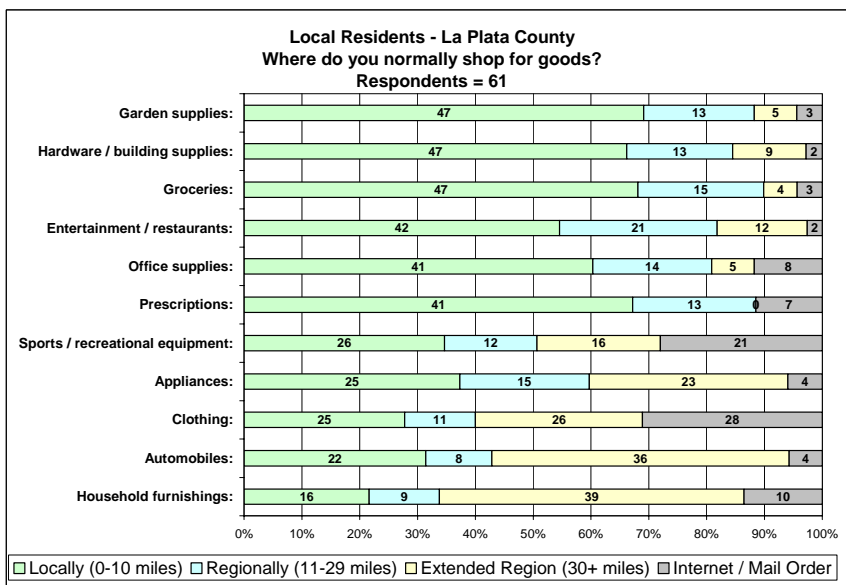 Local Residents - La Plata County
Where do you normally shop for goods?
Respondents = 61
Garden supplies: 47 13 5 3
Hardware / building supplies: 47 13 9 2
Groceries: 47 15 4 3
Entertainment / restaurants: 42 21 12 2
Office supplies: 41 14 5 8
Prescriptions: 41 13 0 7
Sports / recreational equipment: 26 12 16 21
Appliances: 25 15 23 4
Clothing: 25 11 26 28
Automobiles: 22 8 36 4
Household furnishings: 16 9 39 10
0% 10% 20% 30% 40% 50% 60% 70% 80% 90% 100%
Locally (0-10 miles) Regionally (11-29 miles) Extended Region (30+ miles) Internet / Mail Order